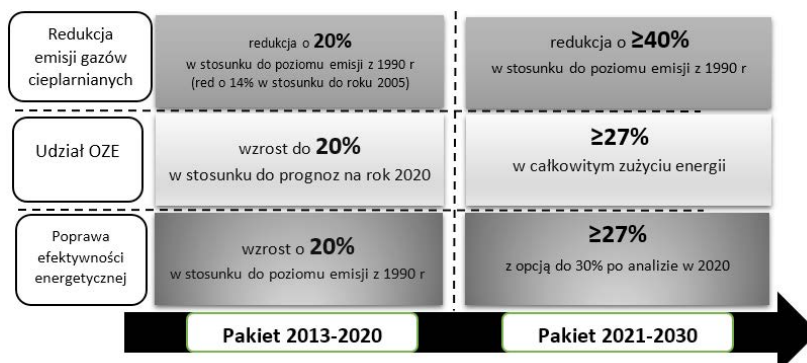 Redukcja
emisji gazów
cieplarnianych
redukcja o 20%
w stosunku do poziomu emisji z 1990 r
(red o 14% w stosunku do roku 2005)
redukcja o ≥40%
w stosunku do poziomu emisji z 1990 r
Udział OZE
wzrost do 20%
w stosunku do prognoz na rok 2020
≥27%
w całkowitym zużyciu energii
Poprawa
efektywności
energetycznej
wzrost o 20%
w stosunku do poziomu emisji z 1990 r
≥27%
z opcją do 30% po analizie w 2020
Pakiet 2013-2020
Pakiet 2021-2030